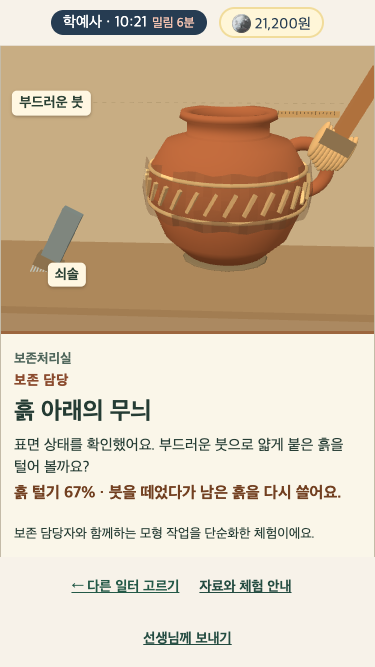 학예사 · 10:21 밀림 6분
21,200원
부드러운 붓
쇠솔
보존처리실
보존 담당
흙 아래의 무늬
표면 상태를 확인했어요. 부드러운 붓으로 얇게 붙은 흙을
털어 볼까요?
흙 털기 67% · 붓을 떼었다가 남은 흙을 다시 쓸어요.
보존 담당자와 함께하는 모형 작업을 단순화한 체험이에요.
← 다른 일터 고르기 자료와 체험 안내
선생님께 보내기